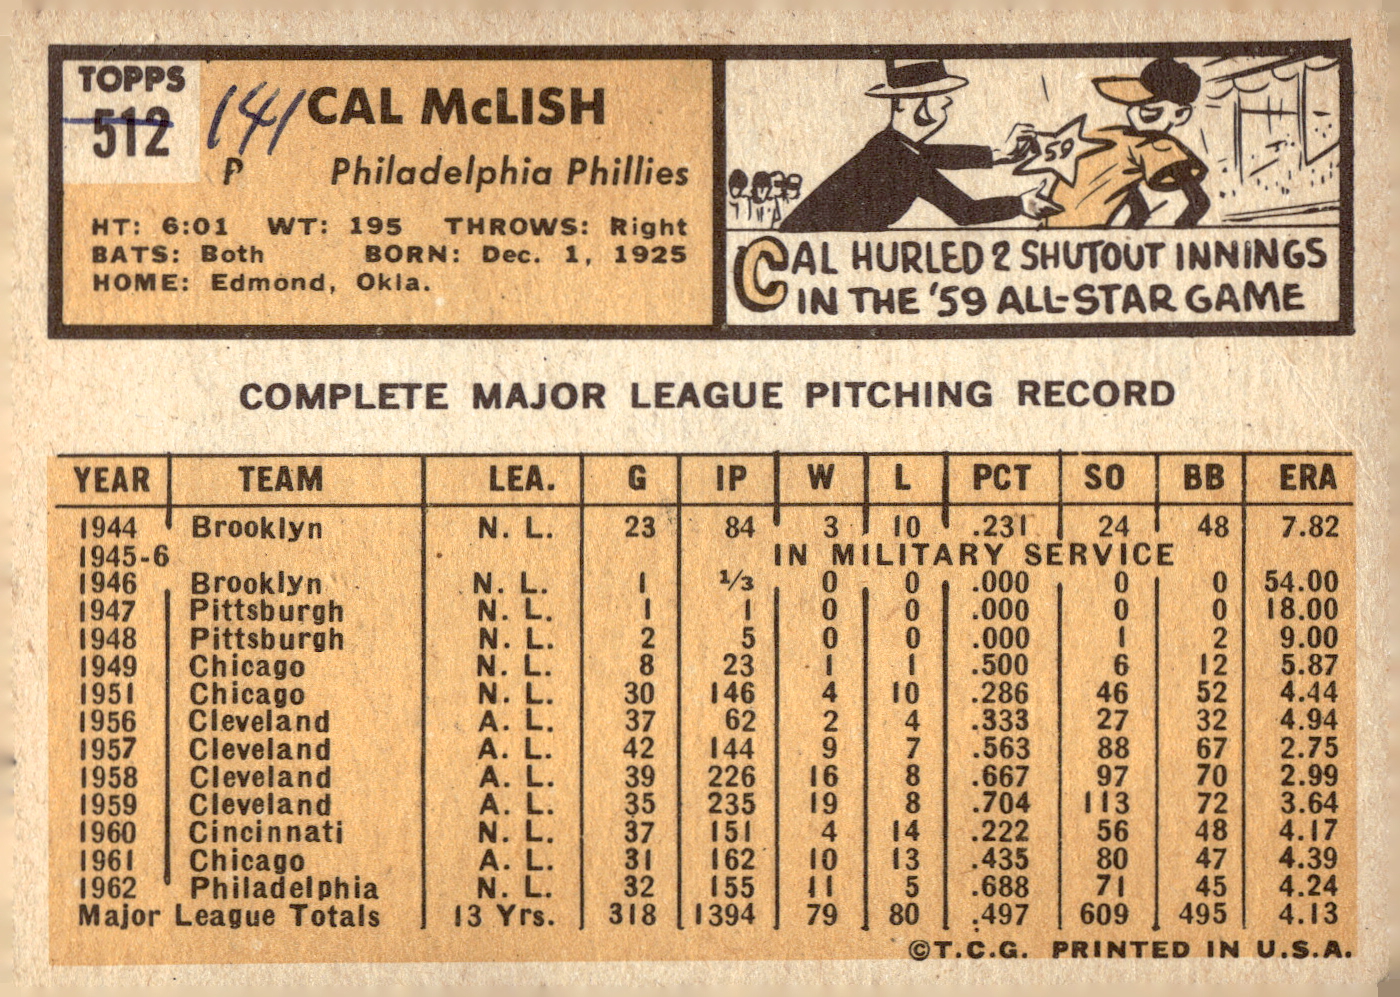 TOPPS
512
141
CAL McLISH
P Philadelphia Phillies
HT: 6:01 WT: 195 THROWS: Right
BATS: Both BORN: Dec. 1, 1925
HOME: Edmond, Okla.
59
CAL HURLED 2 SHUTOUT INNINGS
IN THE '59 ALL-STAR GAME
COMPLETE MAJOR LEAGUE PITCHING RECORD
YEAR TEAM LEA. G IP W L PCT SO BB ERA
1944 Brooklyn N. L. 23 84 3 10 .231 24 48 7.82
1945-6 IN MILITARY SERVICE
1946 Brooklyn N. L. 1 1/3 0 0 .000 0 0 54.00
1947 Pittsburgh N. L. 1 1 0 0 .000 0 0 18.00
1948 Pittsburgh N. L. 2 5 0 0 .000 1 2 9.00
1949 Chicago N. L. 8 23 1 1 .500 6 12 5.87
1951 Chicago N. L. 30 146 4 10 .286 46 52 4.44
1956 Cleveland A. L. 37 62 2 4 .333 27 32 4.94
1957 Cleveland A. L. 42 144 9 7 .563 88 67 2.75
1958 Cleveland A. L. 39 226 16 8 .667 97 70 2.99
1959 Cleveland A. L. 35 235 19 8 .704 113 72 3.64
1960 Cincinnati N. L. 37 151 4 14 .222 56 48 4.17
1961 Chicago A. L. 31 162 10 13 .435 80 47 4.39
1962 Philadelphia N. L. 32 155 11 5 .688 71 45 4.24
Major League Totals 13 Yrs. 318 1394 79 80 .497 609 495 4.13
©T.C.G. PRINTED IN U.S.A.